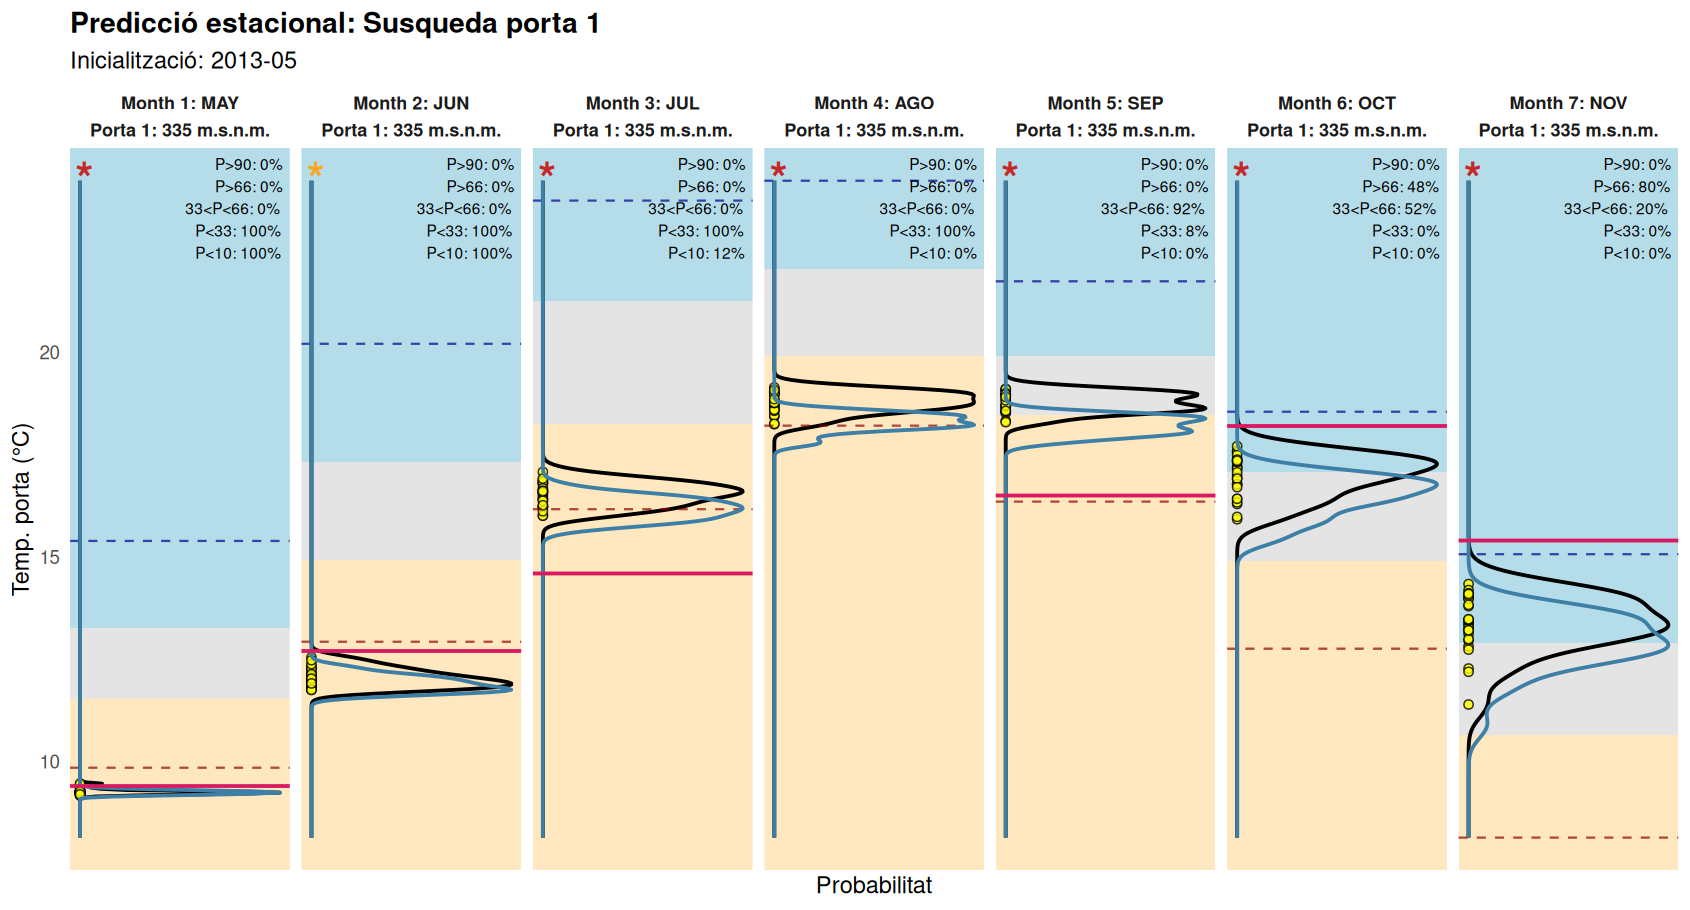 Predicció estacional: Susqueda porta 1
Inicialització: 2013-05
Month 1: MAY
Porta 1: 335 m.s.n.m.
Month 2: JUN
Porta 1: 335 m.s.n.m.
Month 3: JUL
Porta 1: 335 m.s.n.m.
Month 4: AGO
Porta 1: 335 m.s.n.m.
Month 5: SEP
Porta 1: 335 m.s.n.m.
Month 6: OCT
Porta 1: 335 m.s.n.m.
Month 7: NOV
Porta 1: 335 m.s.n.m.
*
P>90: 0%
P>66: 0%
33<P<66: 0%
P<33: 100%
P<10: 100%
*
P>90: 0%
P>66: 0%
33<P<66: 0%
P<33: 100%
P<10: 100%
*
P>90: 0%
P>66: 0%
33<P<66: 0%
P<33: 100%
P<10: 12%
*
P>90: 0%
P>66: 0%
33<P<66: 0%
P<33: 100%
P<10: 0%
*
P>90: 0%
P>66: 0%
33<P<66: 92%
P<33: 8%
P<10: 0%
*
P>90: 0%
P>66: 48%
33<P<66: 52%
P<33: 0%
P<10: 0%
*
P>90: 0%
P>66: 80%
33<P<66: 20%
P<33: 0%
P<10: 0%
20
15
10
Temp. porta (°C)
Probabilitat